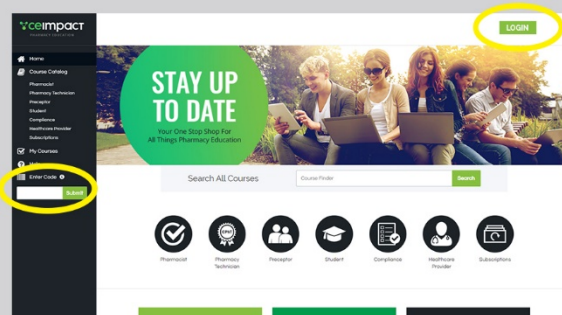 ceimpact
PHARMACY EDUCATION
LOGIN
Home
Course Catalog
Pharmacist
Pharmacy Technician
Preceptor
Student
Compliance
Healthcare Provider
Subscriptions
My Courses
Enter Code
Submit
STAY UP
TO DATE
Your One Stop Shop For
All Things Pharmacy Education
Search All Courses
Course Finder
Search
CPhT
Pharmacist
Pharmacy
Technician
Preceptor
Student
Compliance
Healthcare
Provider
Subscriptions